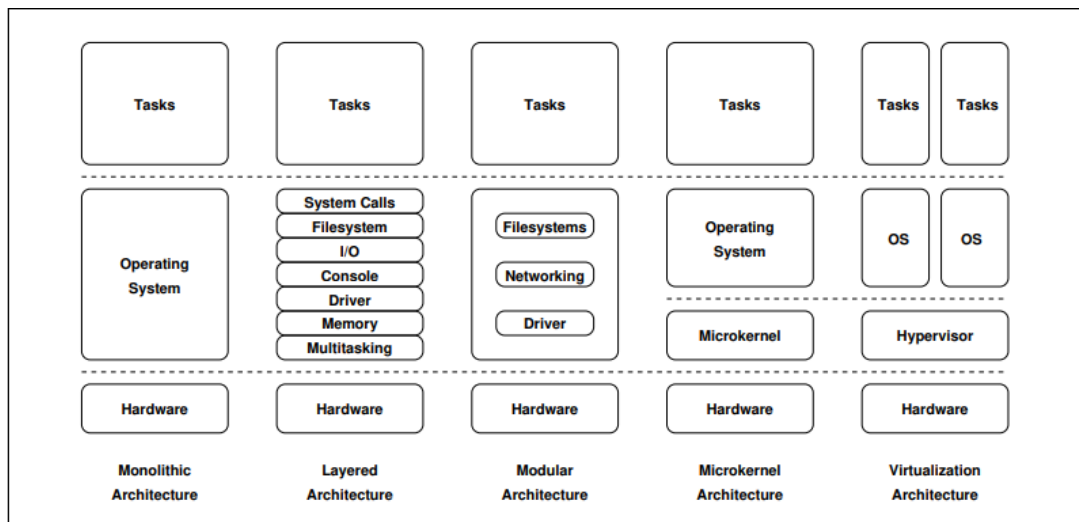 Tasks
Tasks
Tasks
Tasks
Tasks
Tasks
Operating
System
System Calls
Filesystem
I/O
Console
Driver
Memory
Multitasking
Filesystems
Networking
Driver
Operating
System
Microkernel
OS
OS
Hypervisor
Hardware
Hardware
Hardware
Hardware
Hardware
Monolithic
Architecture
Layered
Architecture
Modular
Architecture
Microkernel
Architecture
Virtualization
Architecture